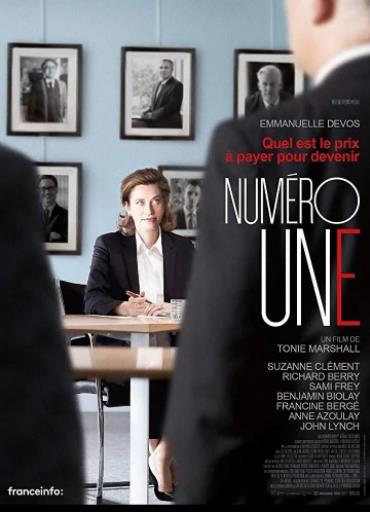 EMMANUELLE DEVOS
Quel est le prix
à payer pour devenir
NUMÉRO
UNE
UN FILM DE
TONIE MARSHALL
SUZANNE CLÉMENT
RICHARD BERRY
SAMI FREY
BENJAMIN BIOLAY
FRANCINE BERGÉ
ANNE AZOULAY
JOHN LYNCH
franceinfo: